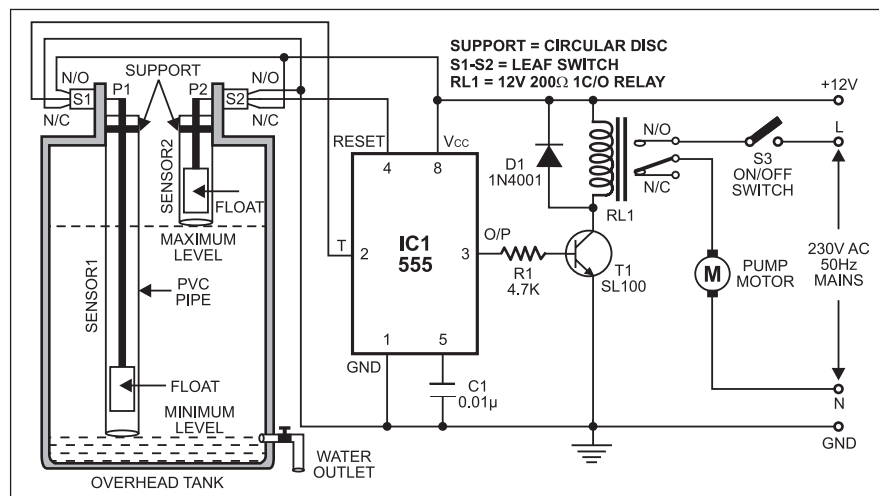 SUPPORT = CIRCULAR DISC
S1-S2 = LEAF SWITCH
RL1 = 12V 200Ω 1C/O RELAY
N/O
P1
SUPPORT
P2
N/O
S1
S2
N/C
N/C
SENSOR2
FLOAT
MAXIMUM
LEVEL
SENSOR1
PVC
PIPE
FLOAT
MINIMUM
LEVEL
WATER
OUTLET
OVERHEAD TANK
RESET
VCC
4
8
T
2
IC1
555
3
O/P
1
5
GND
C1
0.01µ
R1
4.7K
D1
1N4001
RL1
T1
SL100
N/O
N/C
S3
ON/OFF
SWITCH
+12V
L
M
PUMP
MOTOR
230V AC
50Hz
MAINS
N
GND